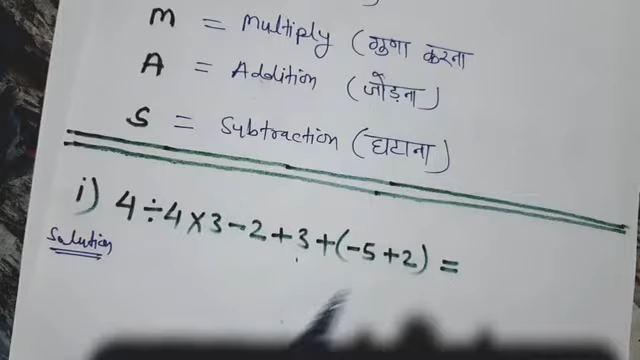 M = Multiply (गुणा करना
A = Addition (जोड़ना)
S = Subtraction (घटाना)
i) 4÷4×3-2+3+(-5+2) =
Solution